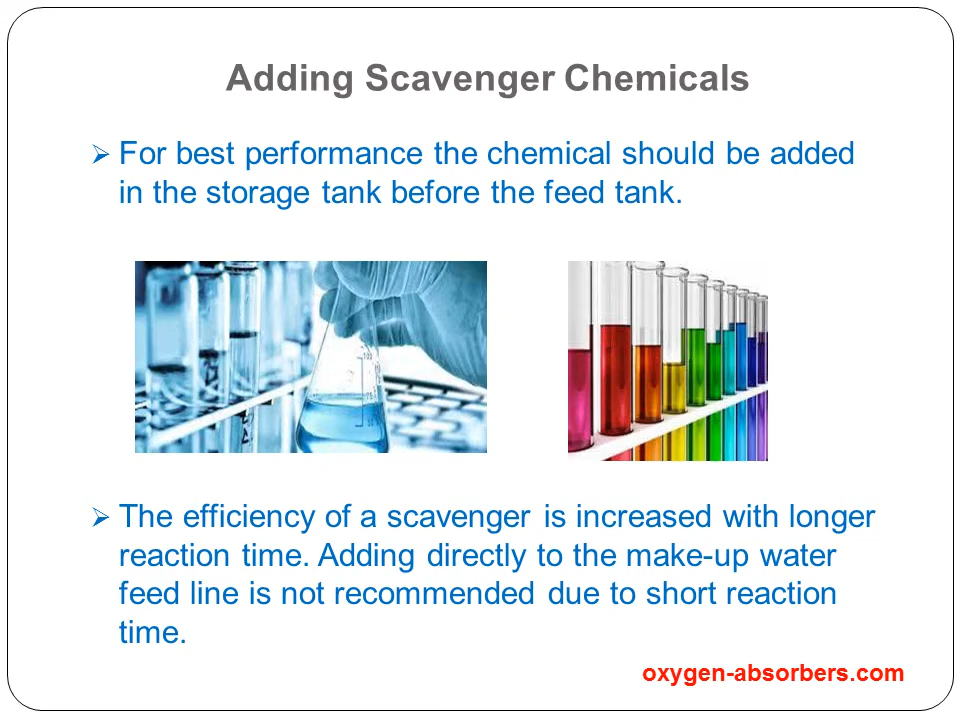 Adding Scavenger Chemicals
➢ For best performance the chemical should be added
in the storage tank before the feed tank.
100
➢ The efficiency of a scavenger is increased with longer
reaction time. Adding directly to the make-up water
feed line is not recommended due to short reaction
time.
oxygen-absorbers.com